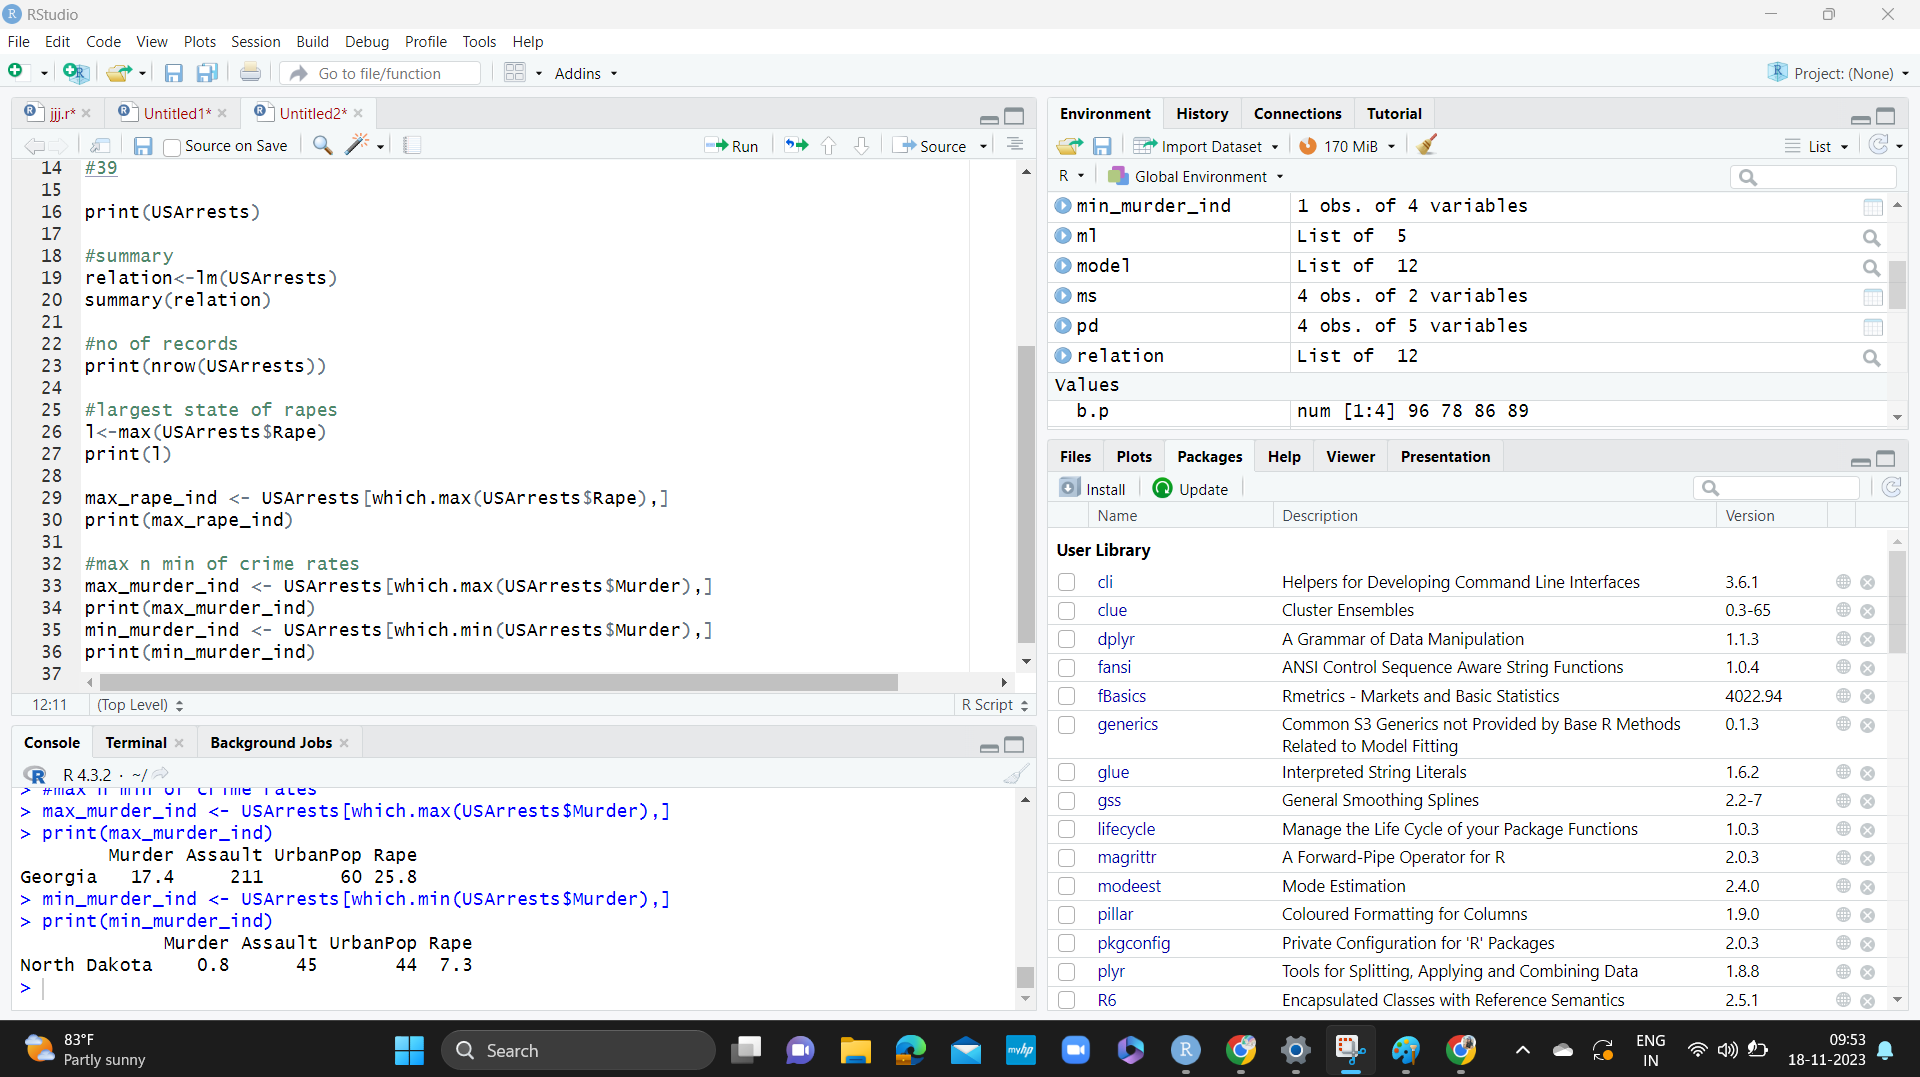 RStudio
File Edit Code View Plots Session Build Debug Profile Tools Help
Go to file/function Addins Project: (None)
jjj.r* Untitled1* Untitled2*
Source on Save Run Source
14 #39
15
16 print(USArrests)
17
18 #summary
19 relation<-lm(USArrests)
20 summary(relation)
21
22 #no of records
23 print(nrow(USArrests))
24
25 #largest state of rapes
26 l<-max(USArrests$Rape)
27 print(l)
28
29 max_rape_ind <- USArrests[which.max(USArrests$Rape),]
30 print(max_rape_ind)
31
32 #max n min of crime rates
33 max_murder_ind <- USArrests[which.max(USArrests$Murder),]
34 print(max_murder_ind)
35 min_murder_ind <- USArrests[which.min(USArrests$Murder),]
36 print(min_murder_ind)
37
12:11 (Top Level) R Script
Console Terminal Background Jobs
R 4.3.2 · ~/
> #max n min of crime rates
> max_murder_ind <- USArrests[which.max(USArrests$Murder),]
> print(max_murder_ind)
Murder Assault UrbanPop Rape
Georgia 17.4 211 60 25.8
> min_murder_ind <- USArrests[which.min(USArrests$Murder),]
> print(min_murder_ind)
Murder Assault UrbanPop Rape
North Dakota 0.8 45 44 7.3
>
Environment History Connections Tutorial
Import Dataset 170 MiB List
R Global Environment
min_murder_ind 1 obs. of 4 variables
ml List of 5
model List of 12
ms 4 obs. of 2 variables
pd 4 obs. of 5 variables
relation List of 12
Values
b.p num [1:4] 96 78 86 89
Files Plots Packages Help Viewer Presentation
Install Update
Name Description Version
User Library
cli Helpers for Developing Command Line Interfaces 3.6.1
clue Cluster Ensembles 0.3-65
dplyr A Grammar of Data Manipulation 1.1.3
fansi ANSI Control Sequence Aware String Functions 1.0.4
fBasics Rmetrics - Markets and Basic Statistics 4022.94
generics Common S3 Generics not Provided by Base R Methods 0.1.3
Related to Model Fitting
glue Interpreted String Literals 1.6.2
gss General Smoothing Splines 2.2-7
lifecycle Manage the Life Cycle of your Package Functions 1.0.3
magrittr A Forward-Pipe Operator for R 2.0.3
modeest Mode Estimation 2.4.0
pillar Coloured Formatting for Columns 1.9.0
pkgconfig Private Configuration for 'R' Packages 2.0.3
plyr Tools for Splitting, Applying and Combining Data 1.8.8
R6 Encapsulated Classes with Reference Semantics 2.5.1
83°F
Partly sunny
Search
myhp
ENG
IN
09:53
18-11-2023